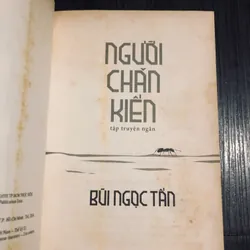 NGƯỜI
CHĂN
KIẾN
tập truyện ngắn
BÙI NGỌC TẤN